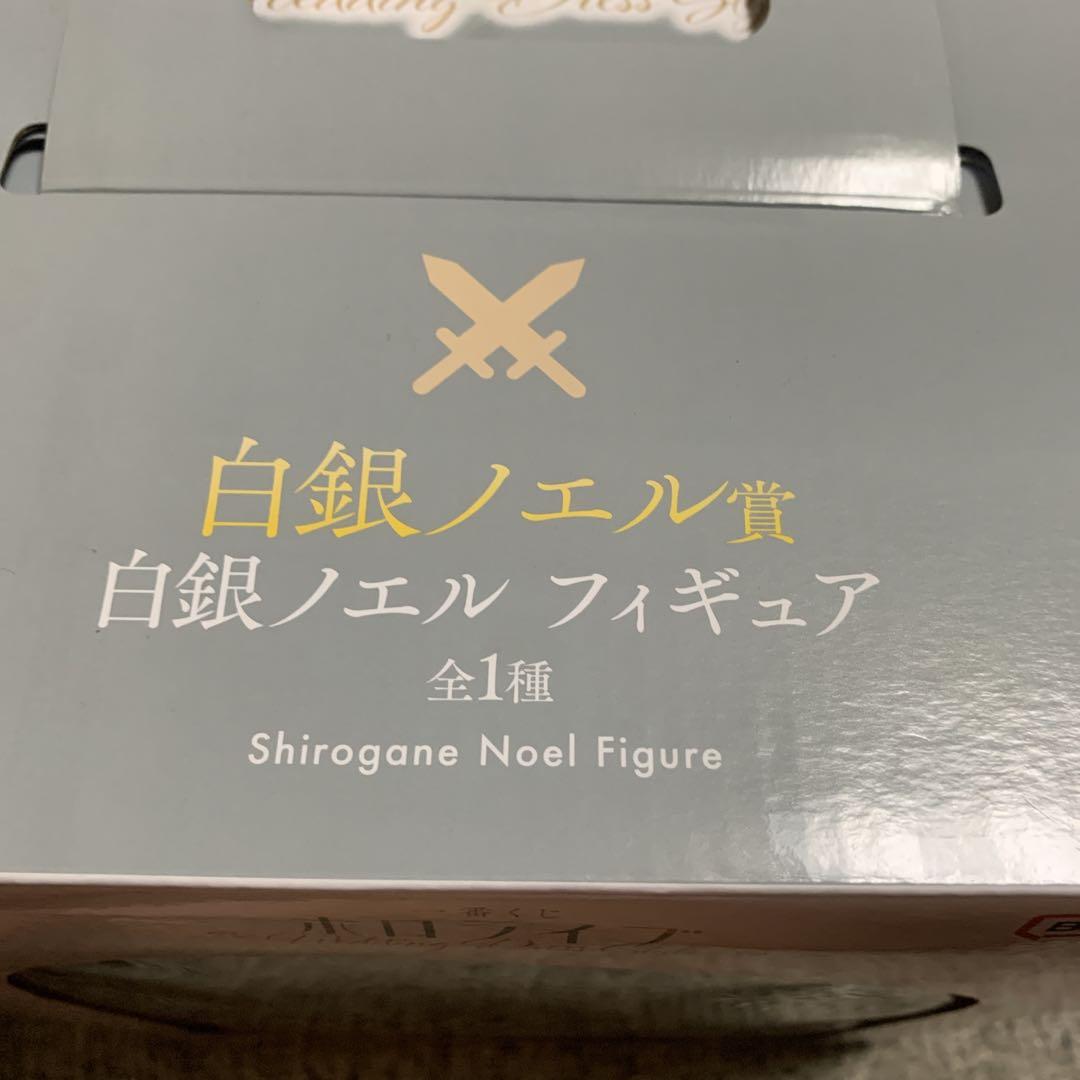 白銀ノエル賞
白銀ノエル フィギュア
全1種
Shirogane Noel Figure
一番くじ
ホロライブ